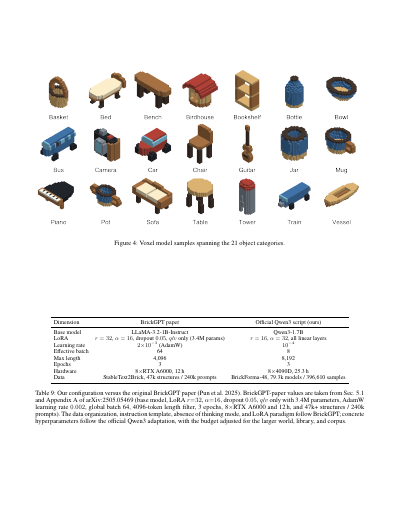 Basket Bed Bench Birdhouse Bookshelf Bottle Bowl
Bus Camera Car Chair Guitar Jar Mug
Piano Pot Sofa Table Tower Train Vessel
Figure 4: Voxel model samples spanning the 21 object categories.
Dimension BrickGPT paper Official Qwen3 script (ours)
Base model LLaMA-3.2-1B-Instruct Qwen3-1.7B
LoRA r = 32, α = 16, dropout 0.05, q/v only (3.4M params) r = 16, α = 32, all linear layers
Learning rate 2×10⁻³ (AdamW) 10⁻⁴
Effective batch 64 8
Max length 4,096 8,192
Epochs 3 3
Hardware 8×RTX A6000, 12 h 8×4090D, 25.3 h
Data StableText2Brick, 47k structures / 240k prompts BrickForma-48, 79.3k models / 396,610 samples
Table 9: Our configuration versus the original BrickGPT paper (Pun et al. 2025). BrickGPT-paper values are taken from Sec. 5.1
and Appendix A of arXiv:2505.05469 (base model, LoRA r=32, α=16, dropout 0.05, q/v only with 3.4M parameters, AdamW
learning rate 0.002, global batch 64, 4096-token length filter, 3 epochs, 8×RTX A6000 and 12 h, and 47k+ structures / 240k
prompts). The data organization, instruction template, absence of thinking mode, and LoRA paradigm follow BrickGPT; concrete
hyperparameters follow the official Qwen3 adaptation, with the budget adjusted for the larger world, library, and corpus.